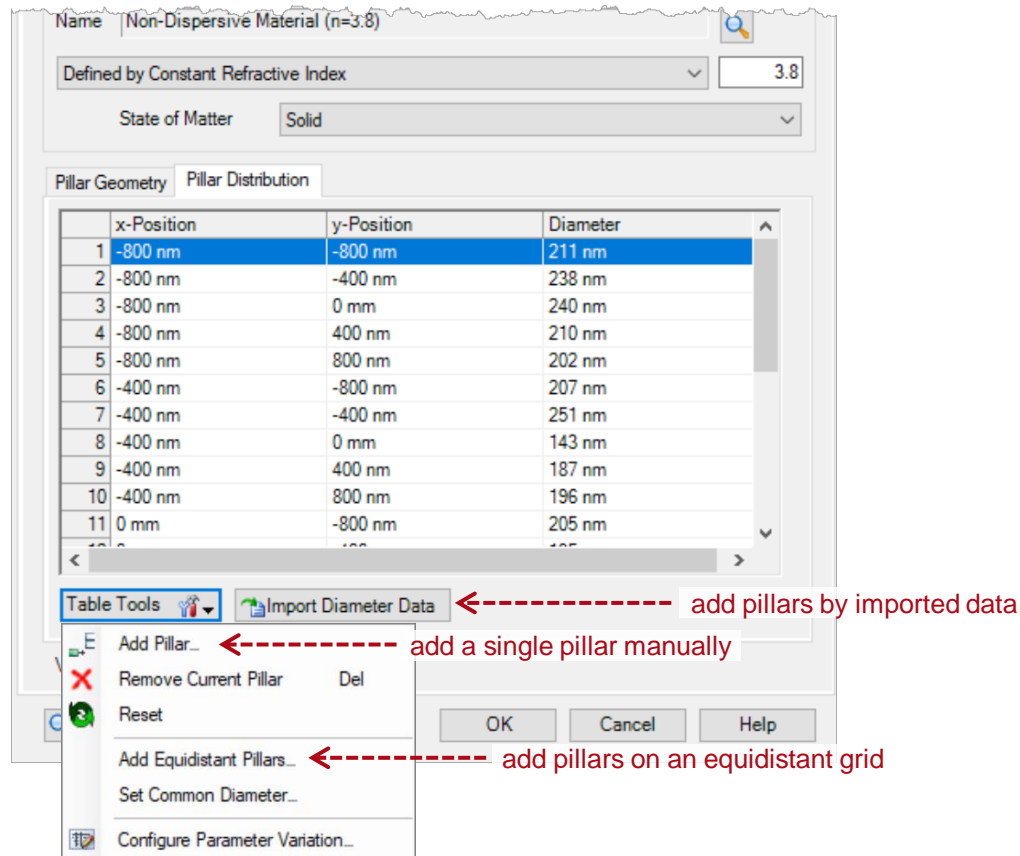 Name Non-Dispersive Material (n=3.8)
Defined by Constant Refractive Index 3.8
State of Matter Solid
Pillar Geometry Pillar Distribution
x-Position y-Position Diameter
1 -800 nm -800 nm 211 nm
2 -800 nm -400 nm 238 nm
3 -800 nm 0 mm 240 nm
4 -800 nm 400 nm 210 nm
5 -800 nm 800 nm 202 nm
6 -400 nm -800 nm 207 nm
7 -400 nm -400 nm 251 nm
8 -400 nm 0 mm 143 nm
9 -400 nm 400 nm 187 nm
10 -400 nm 800 nm 196 nm
11 0 mm -800 nm 205 nm
Table Tools Import Diameter Data add pillars by imported data
Add Pillar... add a single pillar manually
Remove Current Pillar Del
Reset
OK Cancel Help
Add Equidistant Pillars... add pillars on an equidistant grid
Set Common Diameter...
Configure Parameter Variation...